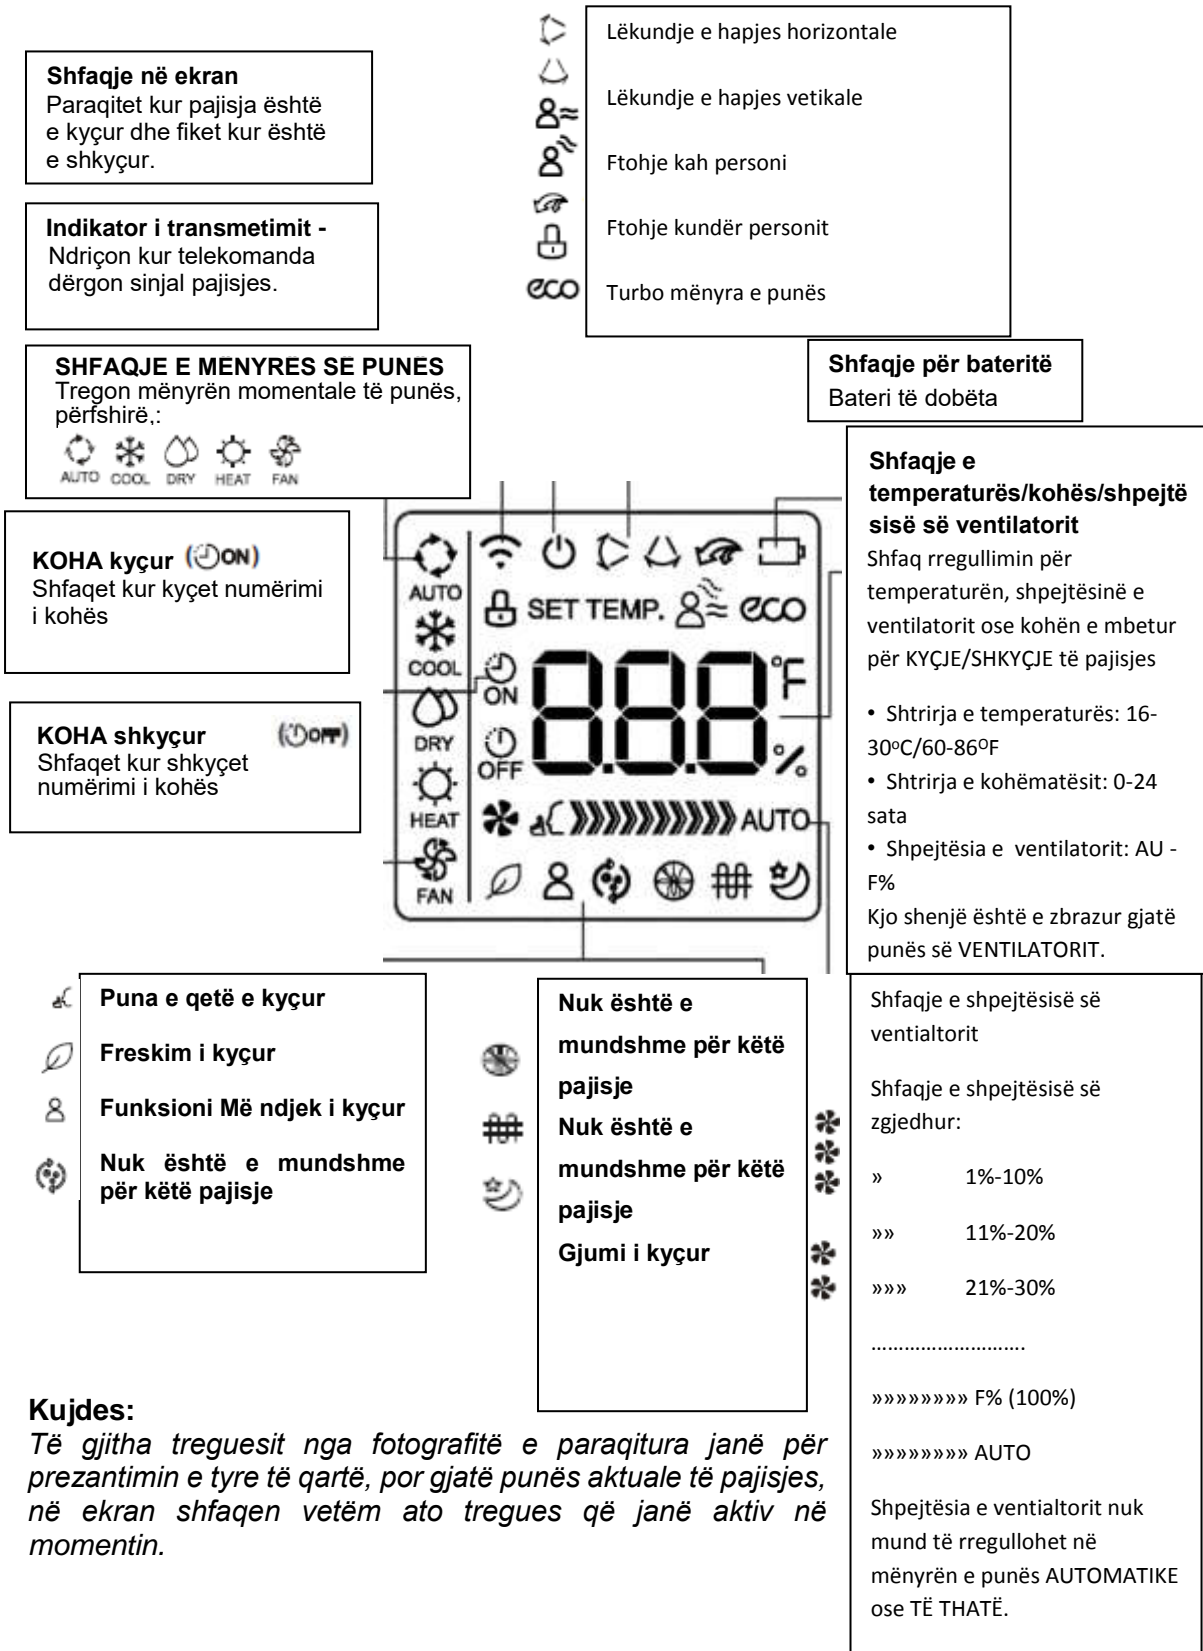 Lëkundje e hapjes horizontale
Lëkundje e hapjes vetikale
Ftohje kah personi
Ftohje kundër personit
eco
Turbo mënyra e punës
Shfaqje në ekran
Paraqitet kur pajisja është
e kyçur dhe fiket kur është
e shkyçur.
Indikator i transmetimit -
Ndriçon kur telekomanda
dërgon sinjal pajisjes.
SHFAQJE E MËNYRËS SË PUNËS
Tregon mënyrën momentale të punës,
përfshirë,:
AUTO COOL DRY HEAT FAN
Shfaqje për bateritë
Bateri të dobëta
KOHA kyçur (ON)
Shfaqet kur kyçet numërimi
i kohës
KOHA shkyçur (OFF)
Shfaqet kur shkyçet
numërimi i kohës
AUTO
SET TEMP. eco
COOL
ON
888 °F
DRY
OFF
%
HEAT
AUTO
FAN
Shfaqje e
temperaturës/kohës/shpejtë
sisë së ventilatorit
Shfaq rregullimin për
temperaturën, shpejtësinë e
ventilatorit ose kohën e mbetur
për KYÇJE/SHKYÇJE të pajisjes
• Shtrirja e temperaturës: 16-
30°C/60-86°F
• Shtrirja e kohëmatësit: 0-24
sata
• Shpejtësia e ventilatorit: AU -
F%
Kjo shenjë është e zbrazur gjatë
punës së VENTILATORIT.
Puna e qetë e kyçur
Freskim i kyçur
Funksioni Më ndjek i kyçur
Nuk është e mundshme
për këtë pajisje
Nuk është e
mundshme për këtë
pajisje
Nuk është e
mundshme për këtë
pajisje
Gjumi i kyçur
Shfaqje e shpejtësisë së
ventialtorit
Shfaqje e shpejtësisë së
zgjedhur:
» 1%-10%
»» 11%-20%
»»» 21%-30%
……………………….
»»»»»»»» F% (100%)
»»»»»»»» AUTO
Shpejtësia e ventialtorit nuk
mund të rregullohet në
mënyrën e punës AUTOMATIKE
ose TË THATË.
Kujdes:
Të gjitha treguesit nga fotografitë e paraqitura janë për
prezantimin e tyre të qartë, por gjatë punës aktuale të pajisjes,
në ekran shfaqen vetëm ato tregues që janë aktiv në
momentin.